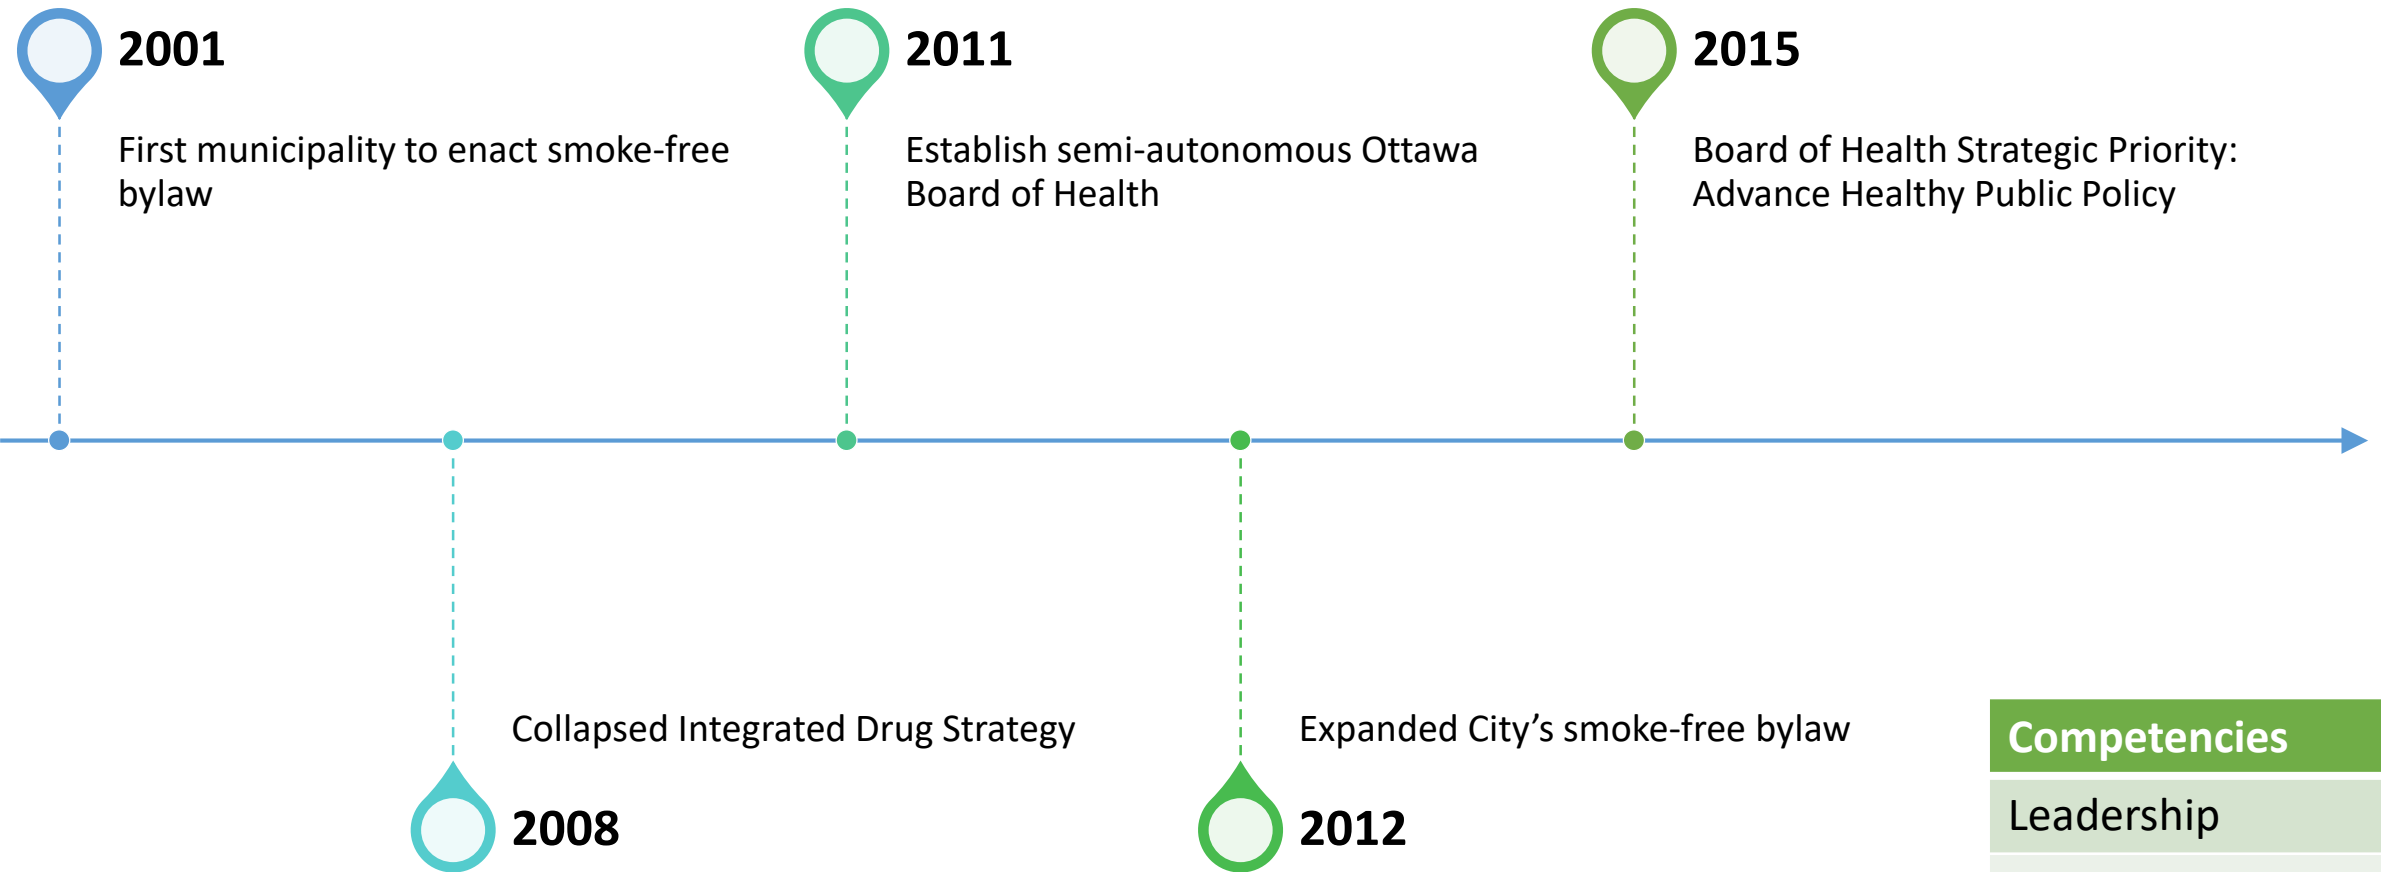 2001
First municipality to enact smoke-free
bylaw
2011
Establish semi-autonomous Ottawa
Board of Health
2015
Board of Health Strategic Priority:
Advance Healthy Public Policy
Collapsed Integrated Drug Strategy
2008
Expanded City’s smoke-free bylaw
2012
Competencies
Leadership